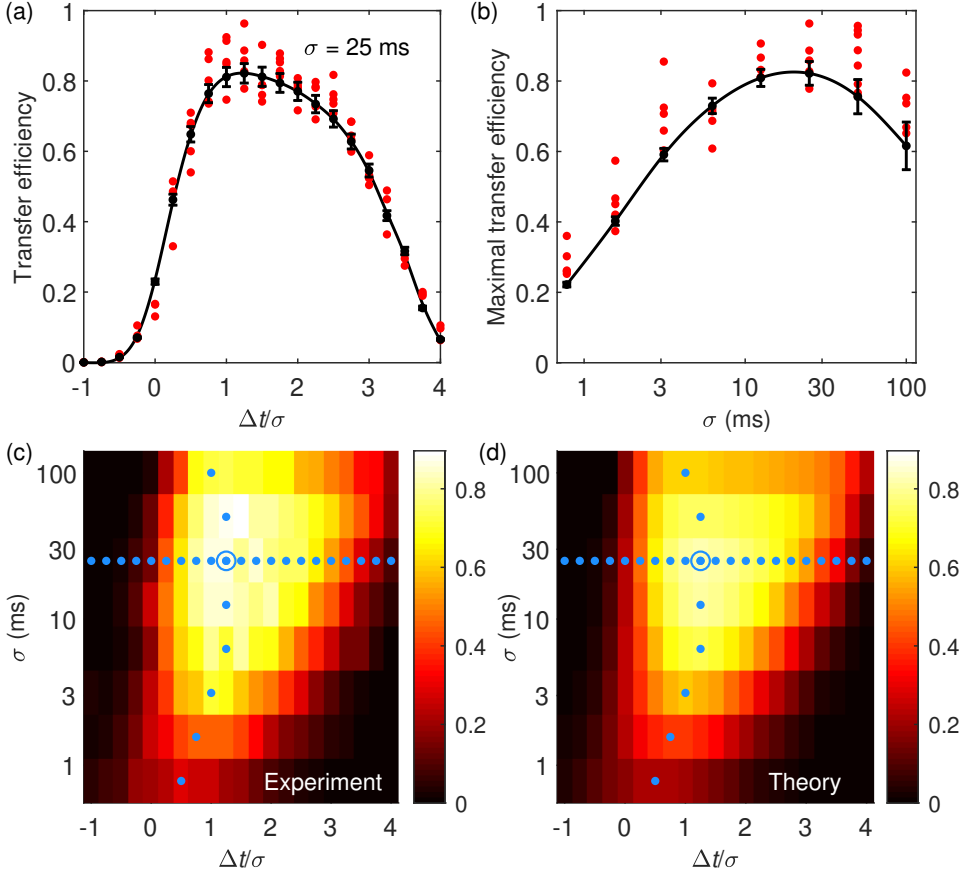 (a)
σ = 25 ms
Transfer efficiency
1
0.8
0.6
0.4
0.2
0
-1 0 1 2 3 4
Δt/σ
(b)
Maximal transfer efficiency
1
0.8
0.6
0.4
0.2
0
1 3 10 30 100
σ (ms)
(c)
σ (ms)
100
30
10
3
1
Experiment
-1 0 1 2 3 4
Δt/σ
0.8
0.6
0.4
0.2
0
(d)
σ (ms)
100
30
10
3
1
Theory
-1 0 1 2 3 4
Δt/σ
0.8
0.6
0.4
0.2
0